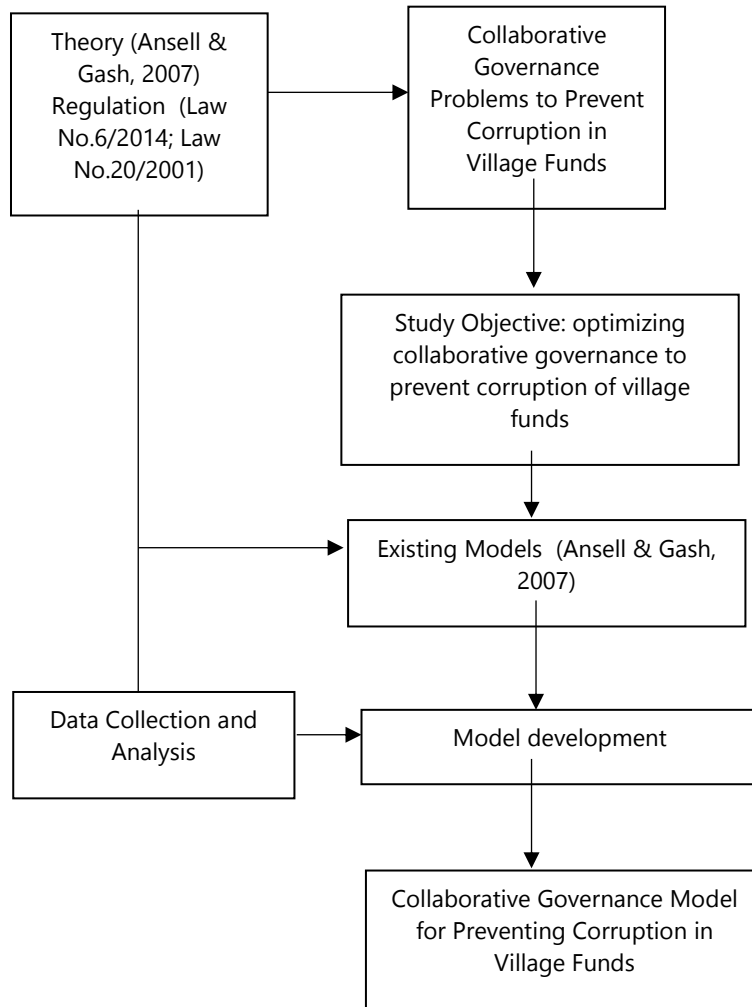 Theory (Ansell &
Gash, 2007)
Regulation (Law
No.6/2014; Law
No.20/2001)
Collaborative
Governance
Problems to Prevent
Corruption in
Village Funds
Study Objective: optimizing
collaborative governance to
prevent corruption of village
funds
Existing Models (Ansell & Gash,
2007)
Data Collection and
Analysis
Model development
Collaborative Governance Model
for Preventing Corruption in
Village Funds